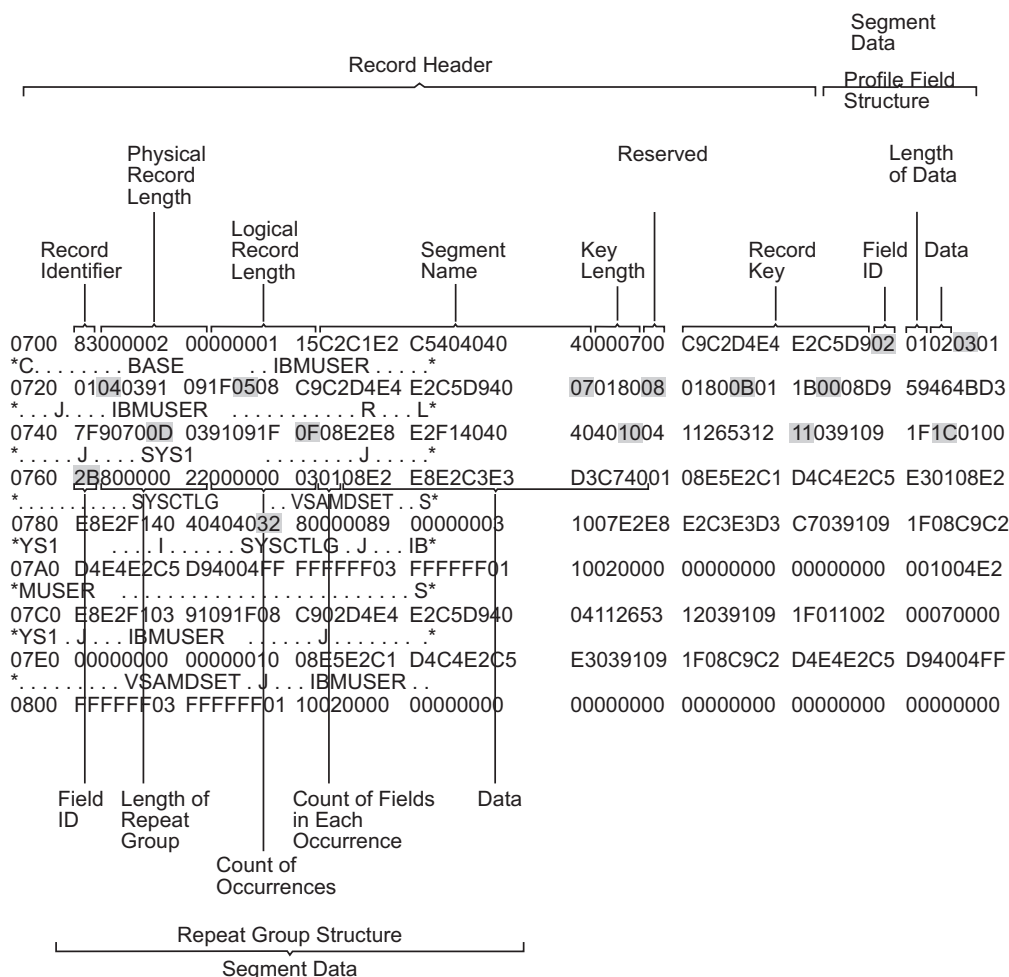 Segment
Data
Record Header
Profile Field
Structure
Physical
Record
Length
Reserved
Length
of Data
Logical
Record
Length
Record
Identifier
Segment
Name
Key
Length
Record
Key
Field
ID
Data
0700 83000002 00000001 15C2C1E2 C5404040 40000700 C9C2D4E4 E2C5D902 01020301
*C. . . . . . . . BASE . . IBMUSER . . . . .*
0720 01040391 091F0508 C9C2D4E4 E2C5D940 07018008 01800B01 1B0008D9 59464BD3
*. . . J. . . . IBMUSER . . . . . . . . . . . R . . L*
0740 7F90700D 0391091F 0F08E2E8 E2F14040 40401004 11265312 11039109 1F1C0100
*. . . . . J . . . SYS1 . . . . . . . . J . . . . .*
0760 2B800000 22000000 030108E2 E8E2C3E3 D3C74001 08E5E2C1 D4C4E2C5 E30108E2
*. . . . . . . . . . SYSCTLG . . VSAMDSET . . S*
0780 E8E2F140 40404032 80000089 00000003 1007E2E8 E2C3E3D3 C7039109 1F08C9C2
*YS1 . . . . I . . . . . . SYSCTLG . J . . . IB*
07A0 D4E4E2C5 D94004FF FFFFFF03 FFFFFF01 10020000 00000000 00000000 001004E2
*MUSER . . . . . . . . . . . . . . . . . . . . . . . S*
07C0 E8E2F103 91091F08 C902D4E4 E2C5D940 04112653 12039109 1F011002 00070000
*YS1 . J . . . IBMUSER . . . . . . J . . . . . . . .*
07E0 00000000 00000010 08E5E2C1 D4C4E2C5 E3039109 1F08C9C2 D4E4E2C5 D94004FF
*. . . . . . . . . VSAMDSET . J . . . IBMUSER . .
0800 FFFFFF03 FFFFFF01 10020000 00000000 00000000 00000000 00000000 00000000
Field
ID
Length of
Repeat
Group
Count of Fields
in Each
Occurrence
Data
Count of
Occurrences
Repeat Group Structure
Segment Data